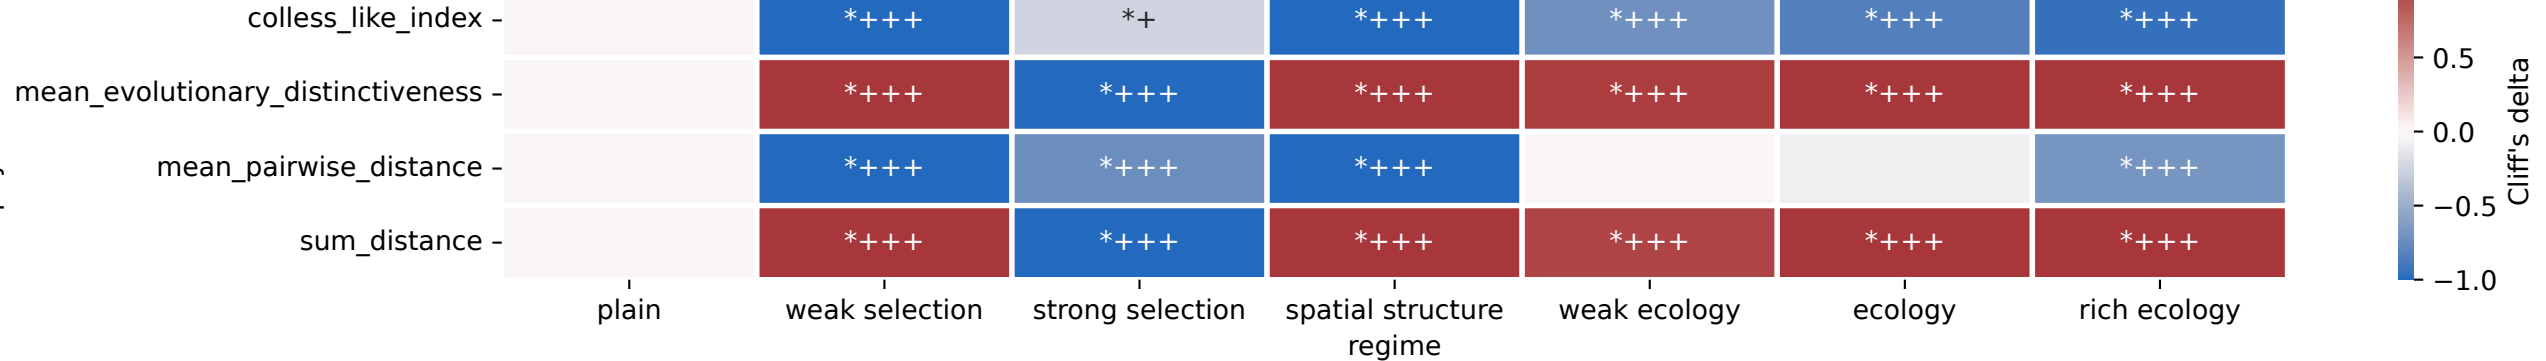 colless_like_index *+++ *+ *+++ *+++ *+++ *+++
mean_evolutionary_distinctiveness *+++ *+++ *+++ *+++ *+++ *+++
mean_pairwise_distance *+++ *+++ *+++ *+++
sum_distance *+++ *+++ *+++ *+++ *+++ *+++
plain weak selection strong selection spatial structure weak ecology ecology rich ecology
regime
0.5
0.0
−0.5
−1.0
Cliff's delta